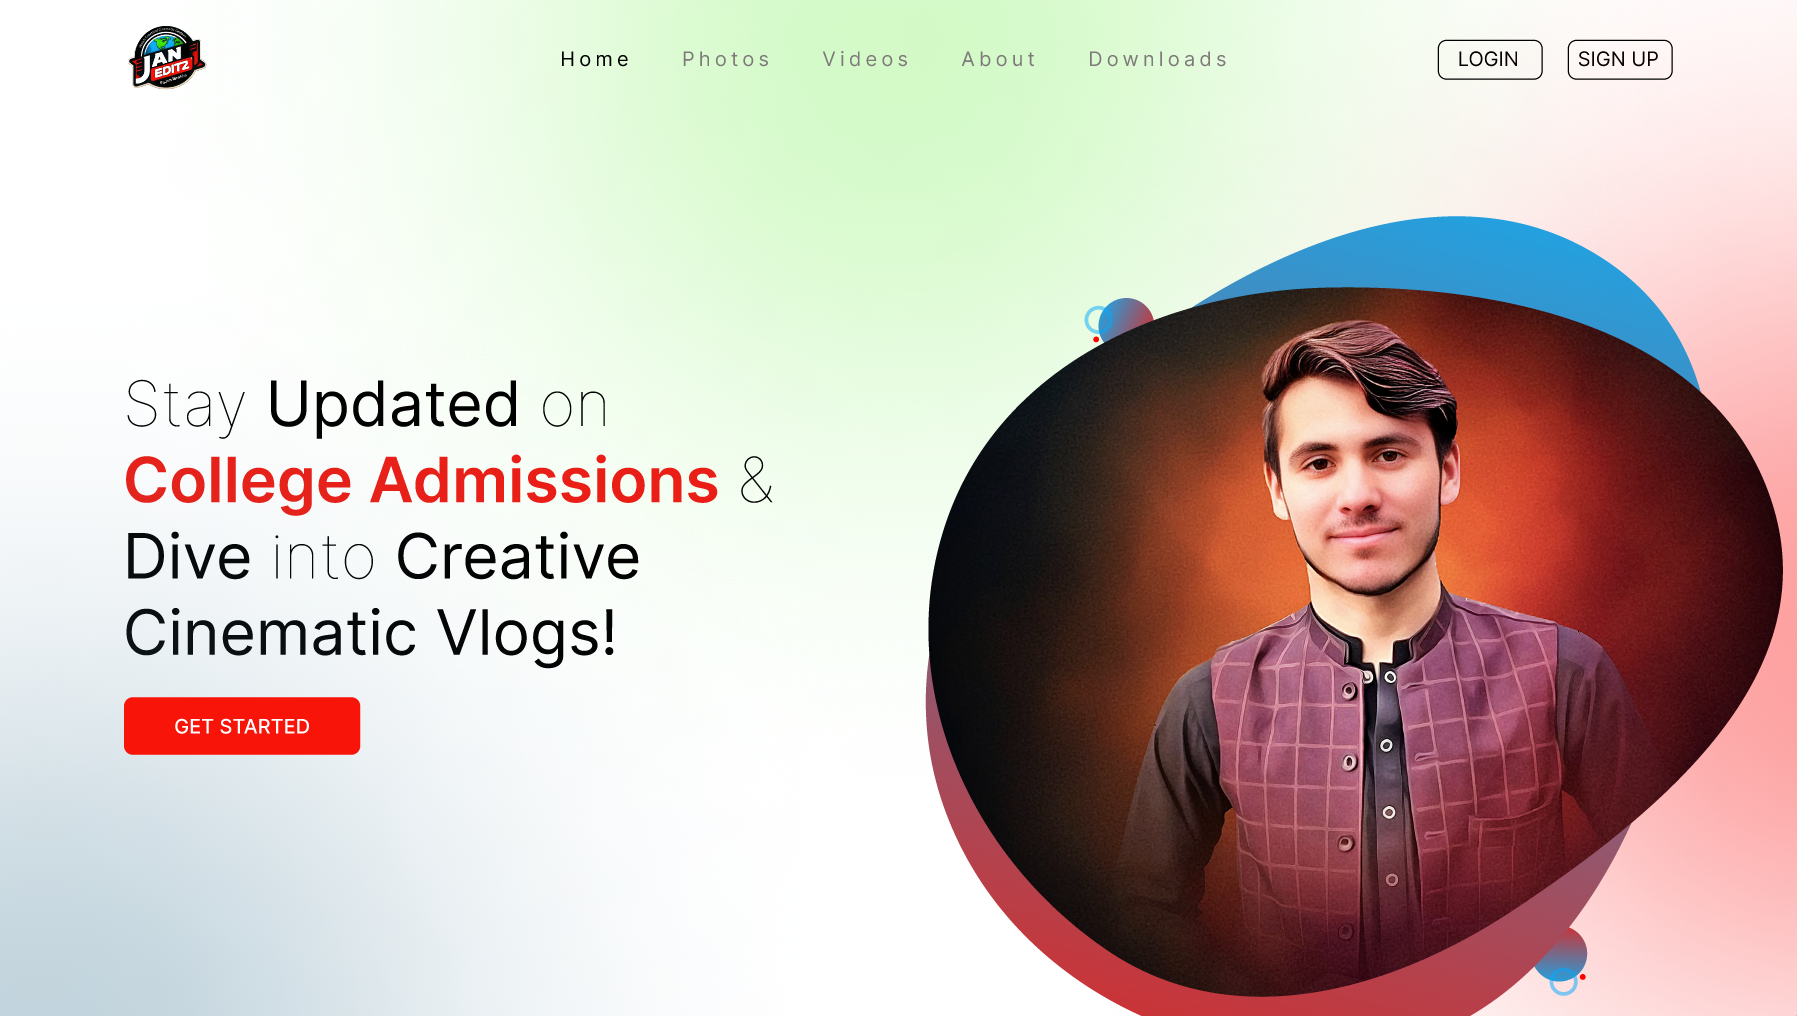 JAN
EDITZ
Home Photos Videos About Downloads
LOGIN SIGN UP
Stay Updated on
College Admissions &
Dive into Creative
Cinematic Vlogs!
GET STARTED